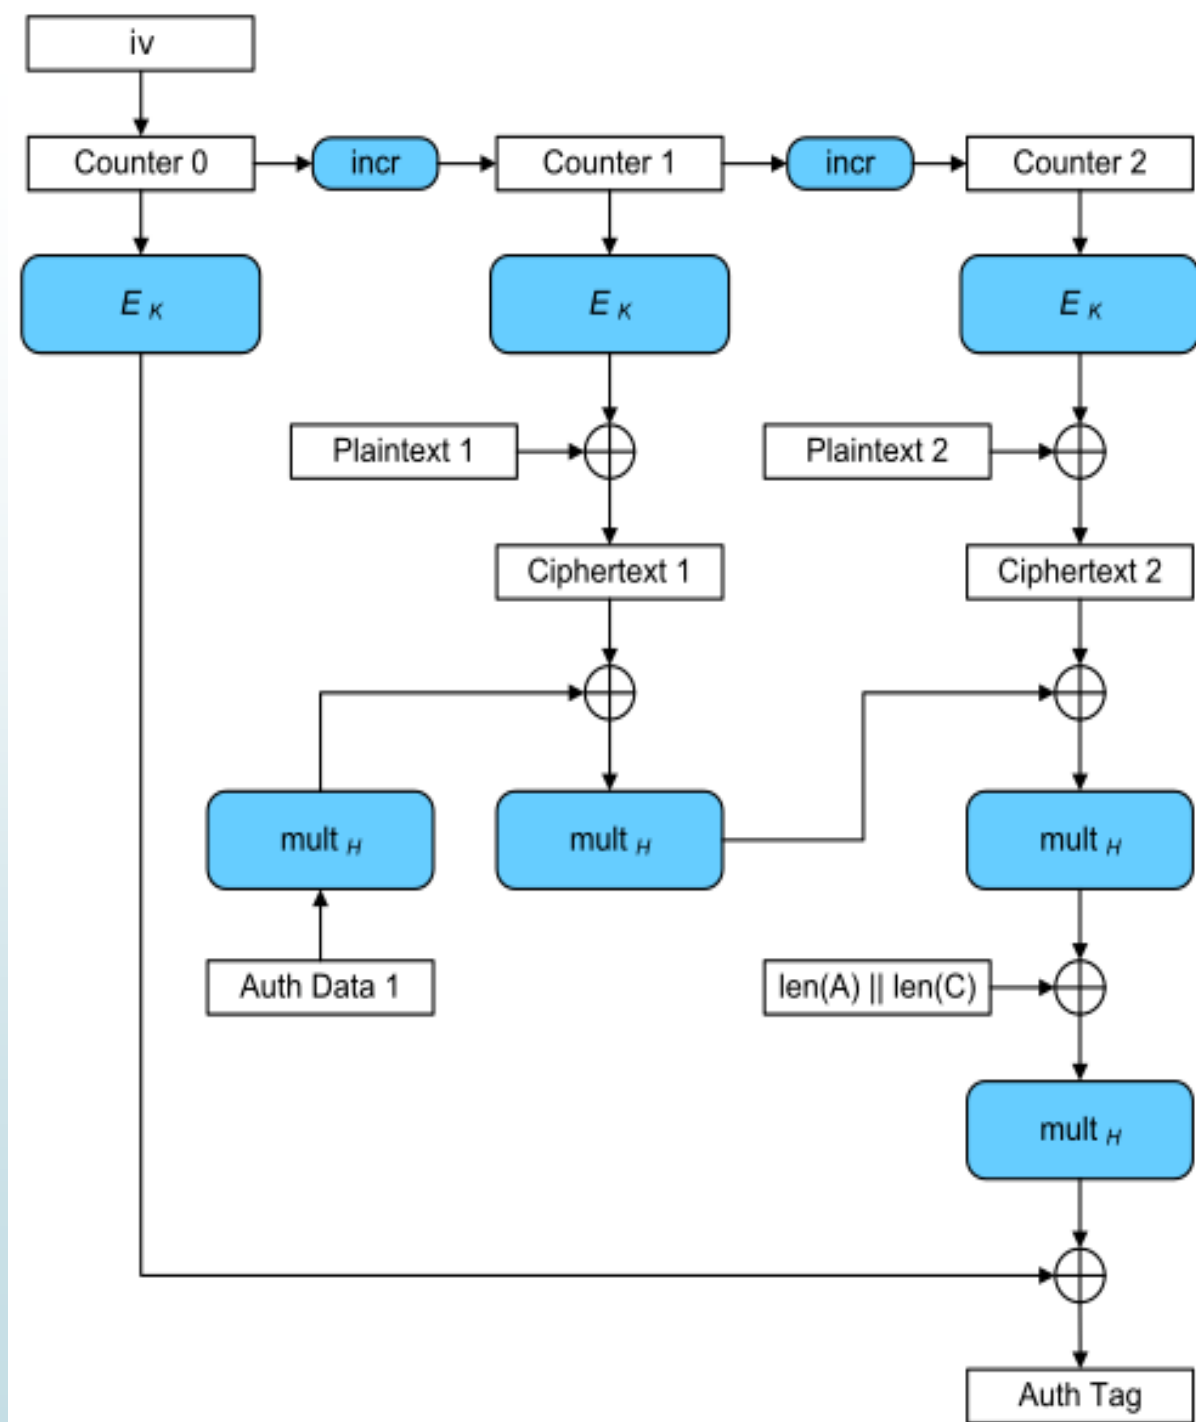 iv
Counter 0
incr
Counter 1
incr
Counter 2
E K
E K
E K
Plaintext 1
Plaintext 2
Ciphertext 1
Ciphertext 2
mult H
mult H
mult H
Auth Data 1
len(A) || len(C)
mult H
Auth Tag